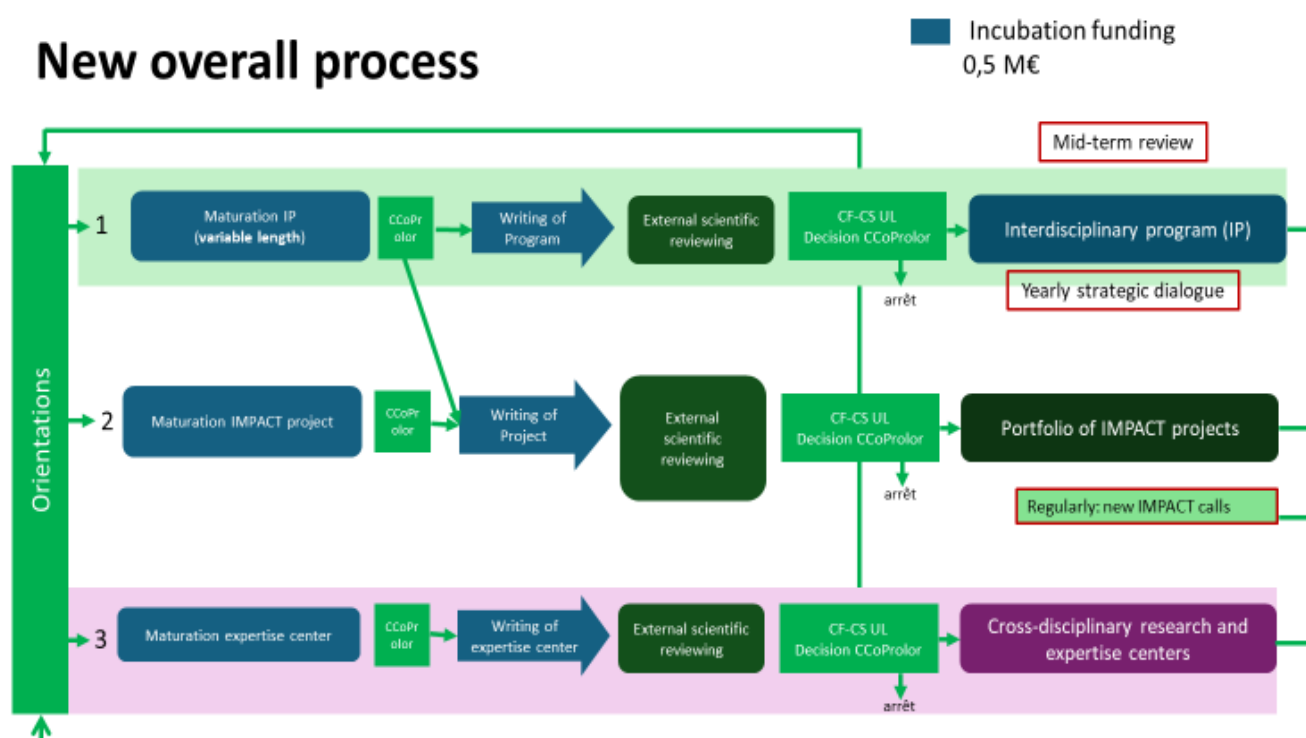 New overall process
Incubation funding
0,5 M€
Mid-term review
Orientations
1
Maturation IP
(variable length)
CCoPr
olor
Writing of
Program
External scientific
reviewing
CF-CS UL
Decision CCoProlor
arrêt
Interdisciplinary program (IP)
Yearly strategic dialogue
2
Maturation IMPACT project
CCoPr
olor
Writing of
Project
External
scientific
reviewing
CF-CS UL
Decision CCoProlor
arrêt
Portfolio of IMPACT projects
Regularly: new IMPACT calls
3
Maturation expertise center
CCoPr
olor
Writing of
expertise center
External scientific
reviewing
CF-CS UL
Decision CCoProlor
arrêt
Cross-disciplinary research and
expertise centers